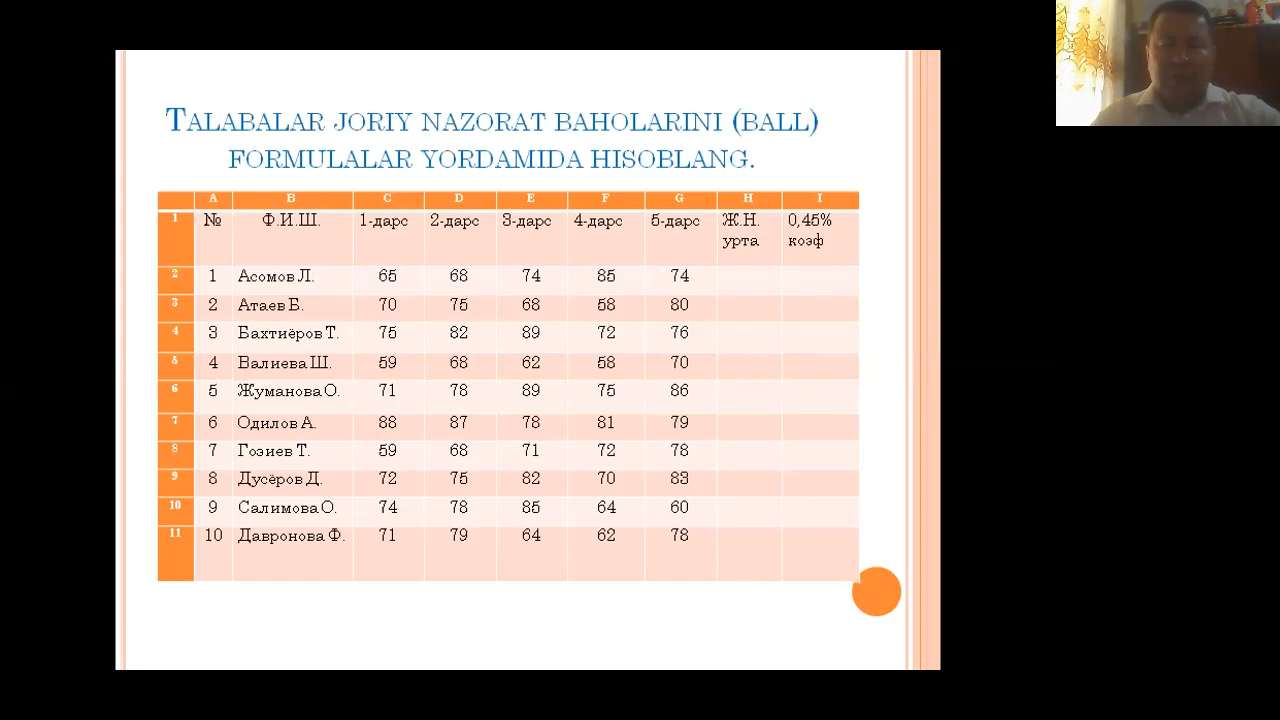 TALABALAR JORIY NAZORAT BAHOLARINI (BALL)
FORMULALAR YORDAMIDA HISOBLANG.
A B C D E F G H I
1 № Ф.И.Ш. 1-дарс 2-дарс 3-дарс 4-дарс 5-дарс Ж.Н. урта 0,45% коэф
2 1 Асомов Л. 65 68 74 85 74
3 2 Атаев Б. 70 75 68 58 80
4 3 Бахтиёров Т. 75 82 89 72 76
5 4 Валиева Ш. 59 68 62 58 70
6 5 Жуманова О. 71 78 89 75 86
7 6 Одилов А. 88 87 78 81 79
8 7 Гозиев Т. 59 68 71 72 78
9 8 Дусёров Д. 72 75 82 70 83
10 9 Салимова О. 74 78 85 64 60
11 10 Давронова Ф. 71 79 64 62 78